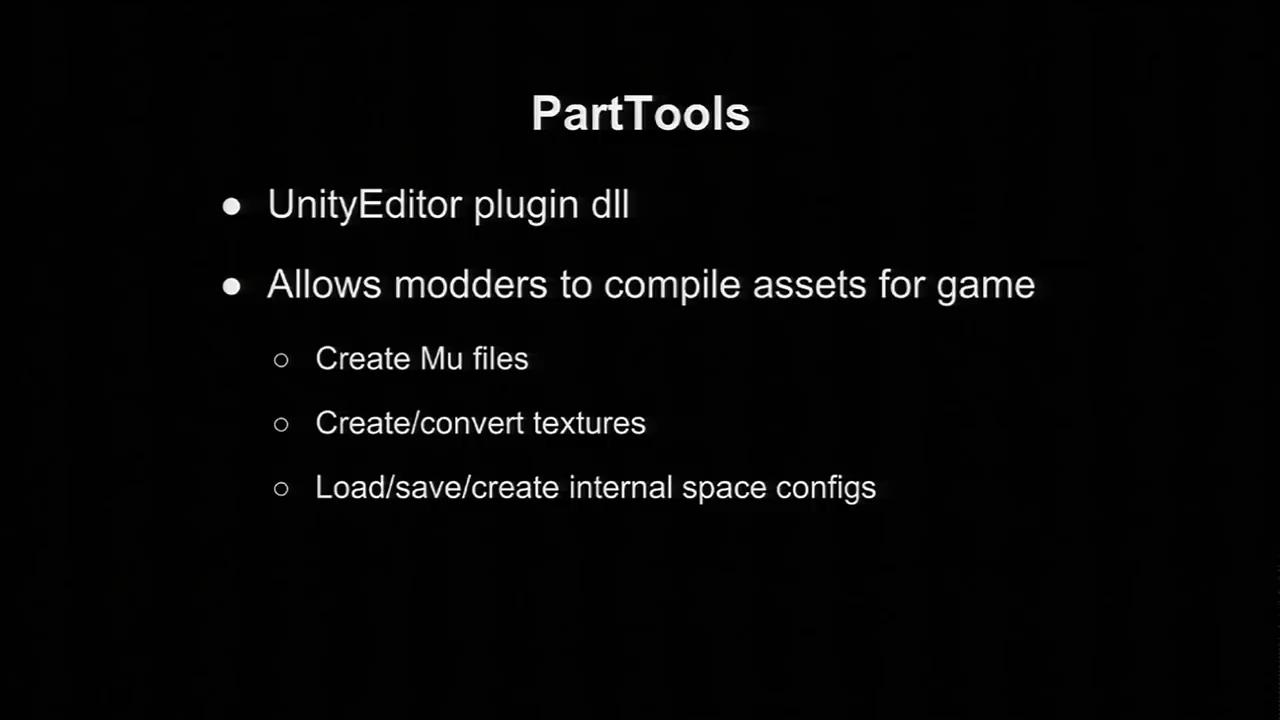 PartTools
● UnityEditor plugin dll
● Allows modders to compile assets for game
○ Create Mu files
○ Create/convert textures
○ Load/save/create internal space configs